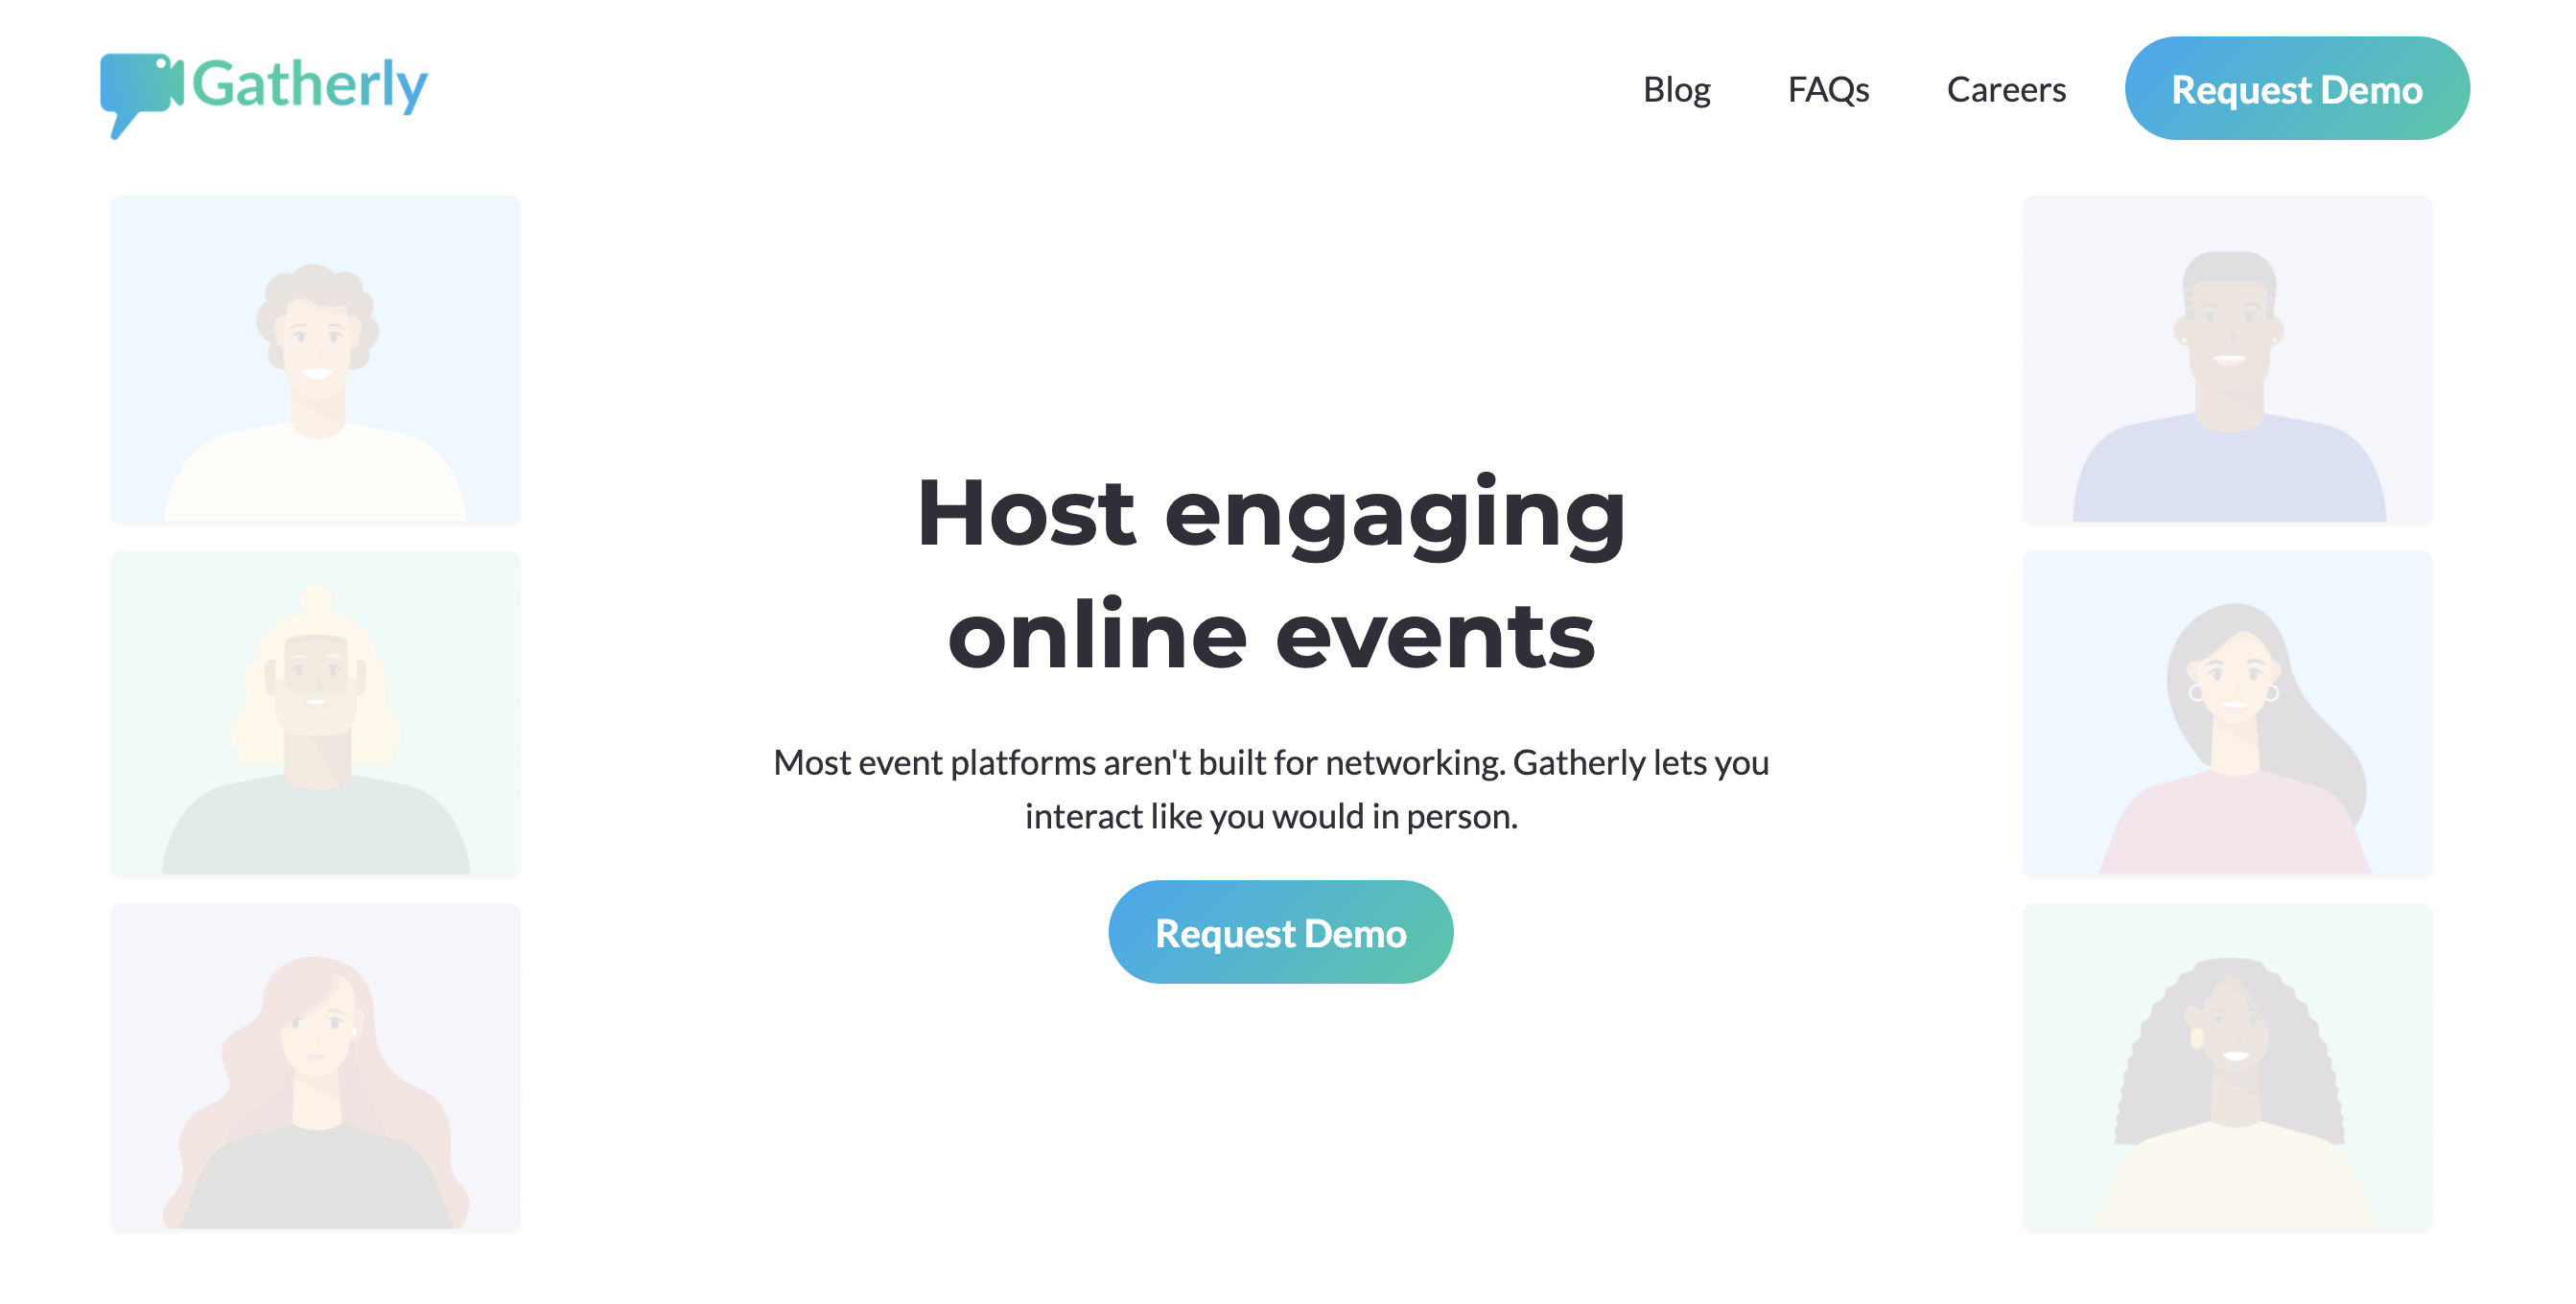 Gatherly
Blog
FAQs
Careers
Request Demo
Host engaging
online events
Most event platforms aren't built for networking. Gatherly lets you
interact like you would in person.
Request Demo